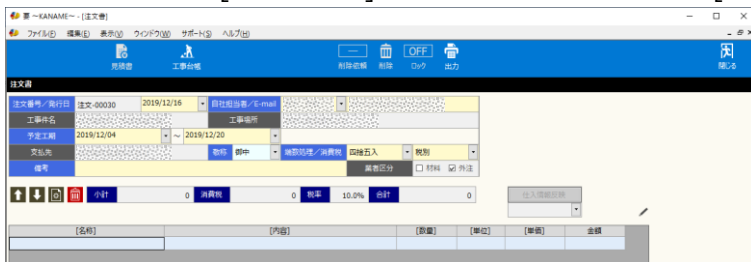 要 ～KANAME～ - [注文書]
ファイル(F) 編集(E) 表示(V) ウィンドウ(W) サポート(S) ヘルプ(H)
見積書 工事台帳 削除依頼 削除 OFF ロック 出力 閉じる
注文書
注文番号／発行日 注文-00030 2019/12/16 自社担当者／E-mail
工事件名 工事場所
予定工期 2019/12/04 ～ 2019/12/20
支払先 敬称 御中 端数処理／消費税 四捨五入 税別
備考 業者区分 材料 外注
小計 0 消費税 0 税率 10.0% 合計 0 仕入情報反映
[名称] [内容] [数量] [単位] [単価] 金額